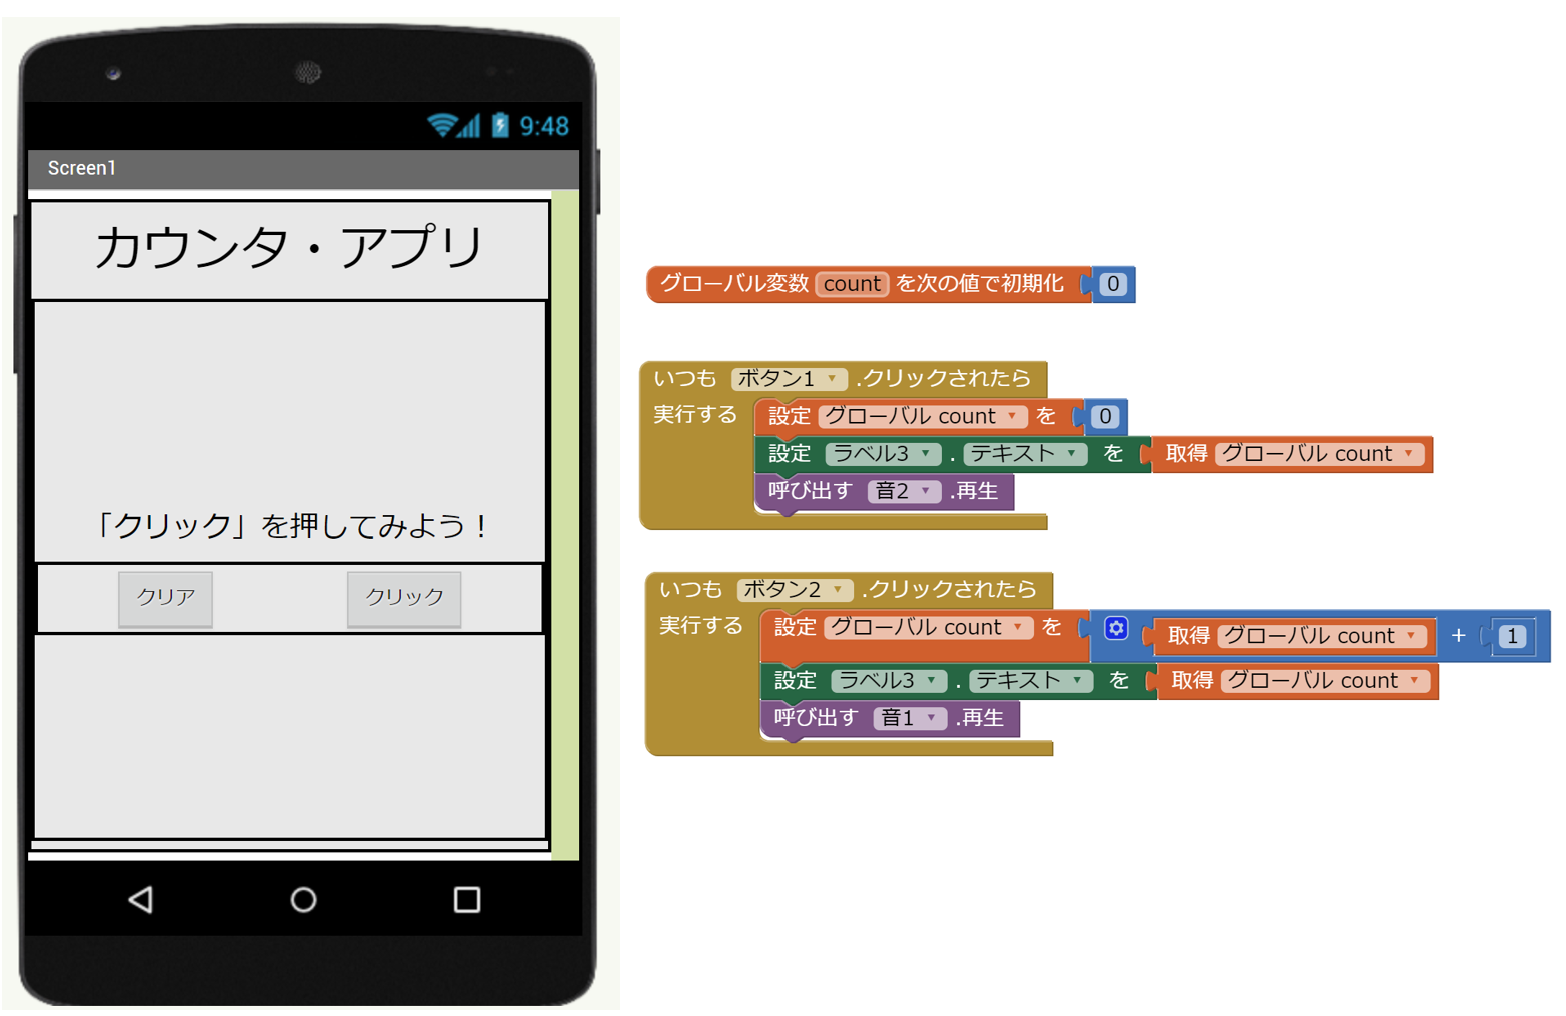 9:48
Screen1
カウンタ・アプリ
「クリック」を押してみよう！
クリア クリック
グローバル変数 count を次の値で初期化 0
いつも ボタン1 .クリックされたら
実行する 設定 グローバル count を 0
設定 ラベル3 . テキスト を 取得 グローバル count
呼び出す 音2 .再生
いつも ボタン2 .クリックされたら
実行する 設定 グローバル count を 取得 グローバル count + 1
設定 ラベル3 . テキスト を 取得 グローバル count
呼び出す 音1 .再生